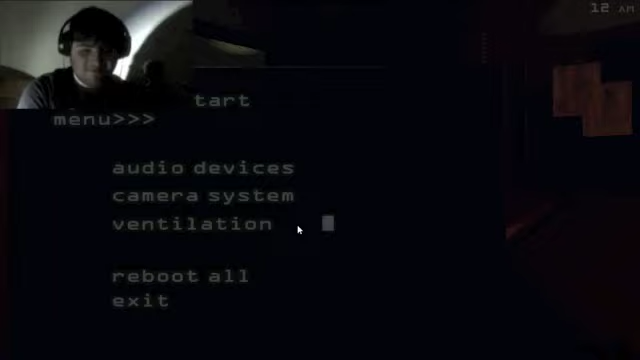 12 AM
tart
menu>>>
audio devices
camera system
ventilation
reboot all
exit